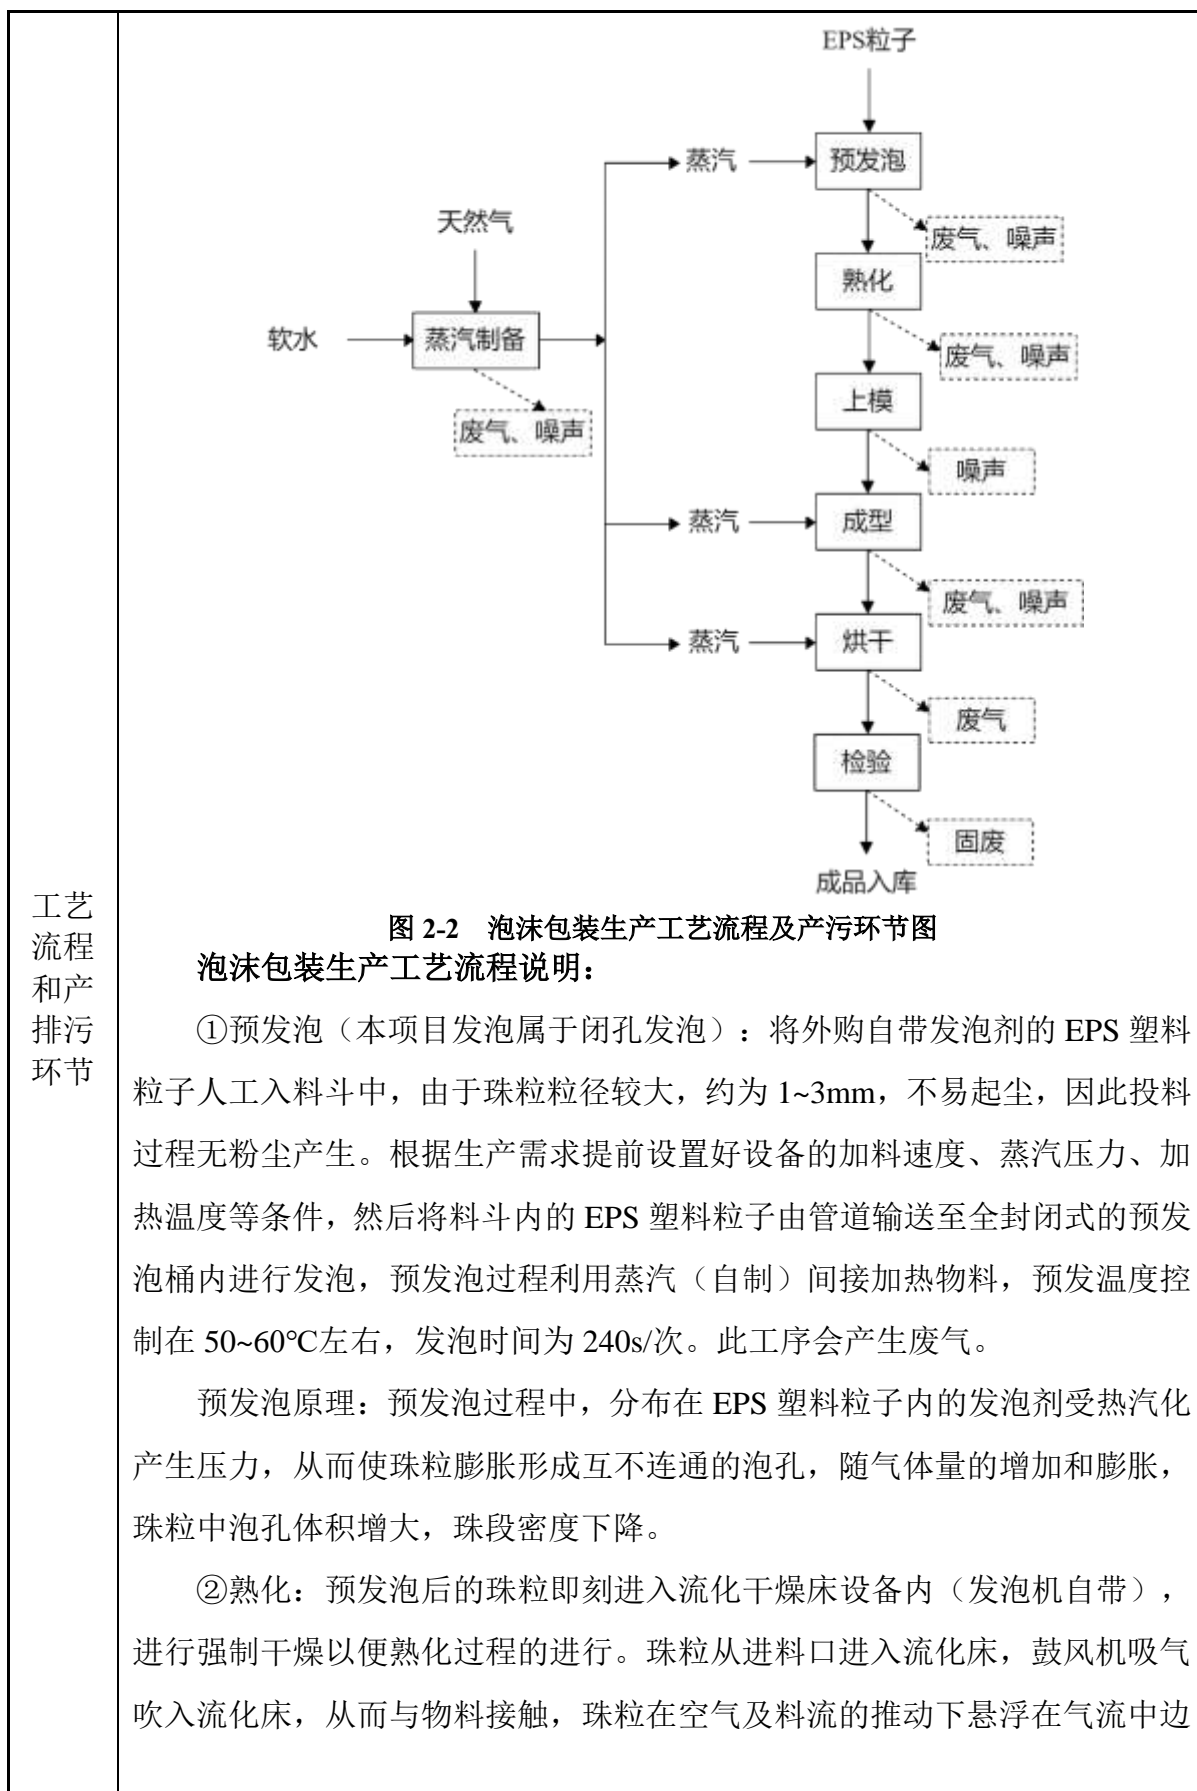 EPS粒子
蒸汽
预发泡
天然气
废气、噪声
熟化
软水
蒸汽制备
废气、噪声
上模
废气、噪声
噪声
蒸汽
成型
废气、噪声
蒸汽
烘干
废气
检验
固废
成品入库
工艺
流程
和产
排污
环节
图 2-2 泡沫包装生产工艺流程及产污环节图
泡沫包装生产工艺流程说明：
①预发泡（本项目发泡属于闭孔发泡）：将外购自带发泡剂的 EPS 塑料
粒子人工入料斗中，由于珠粒粒径较大，约为 1~3mm，不易起尘，因此投料
过程无粉尘产生。根据生产需求提前设置好设备的加料速度、蒸汽压力、加
热温度等条件，然后将料斗内的 EPS 塑料粒子由管道输送至全封闭式的预发
泡桶内进行发泡，预发泡过程利用蒸汽（自制）间接加热物料，预发温度控
制在 50~60℃左右，发泡时间为 240s/次。此工序会产生废气。
预发泡原理：预发泡过程中，分布在 EPS 塑料粒子内的发泡剂受热汽化
产生压力，从而使珠粒膨胀形成互不连通的泡孔，随气体量的增加和膨胀，
珠粒中泡孔体积增大，珠段密度下降。
②熟化：预发泡后的珠粒即刻进入流化干燥床设备内（发泡机自带），
进行强制干燥以便熟化过程的进行。珠粒从进料口进入流化床，鼓风机吸气
吹入流化床，从而与物料接触，珠粒在空气及料流的推动下悬浮在气流中边